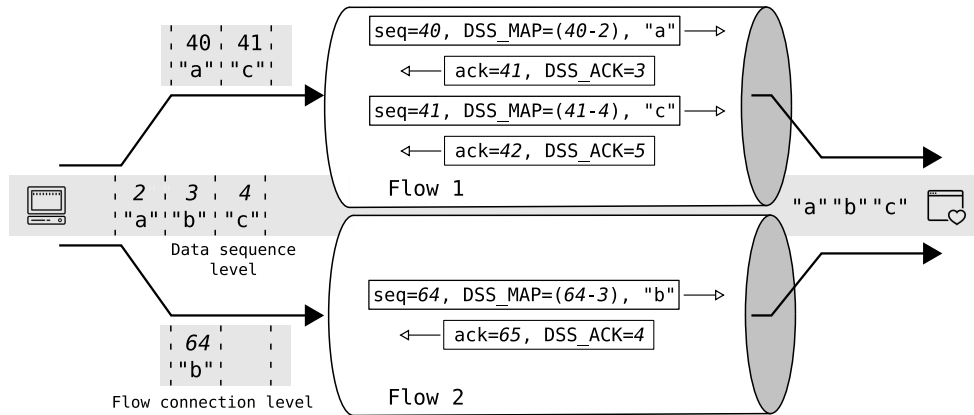 40 41
"a" "c"
seq=40, DSS_MAP=(40-2), "a"
ack=41, DSS_ACK=3
seq=41, DSS_MAP=(41-4), "c"
ack=42, DSS_ACK=5
Flow 1
2 3 4
"a" "b" "c"
Data sequence
level
"a" "b" "c"
seq=64, DSS_MAP=(64-3), "b"
ack=65, DSS_ACK=4
Flow 2
64
"b"
Flow connection level